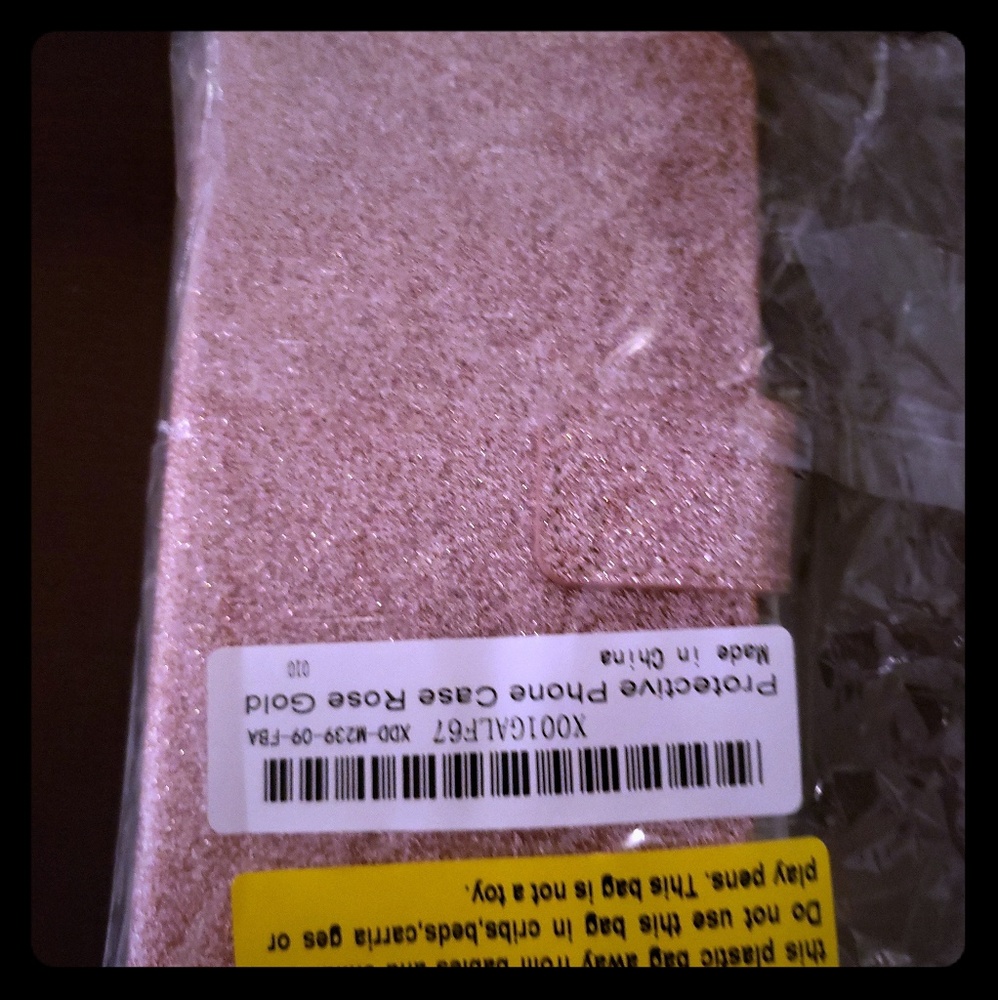 X001GALF67 XDD-M239-09-FBA
Protective Phone Case Rose Gold
Made in China 010
this plastic bag away from babies and
Do not use this bag in cribs,beds,carria ges or
play pens. This bag is not a toy.